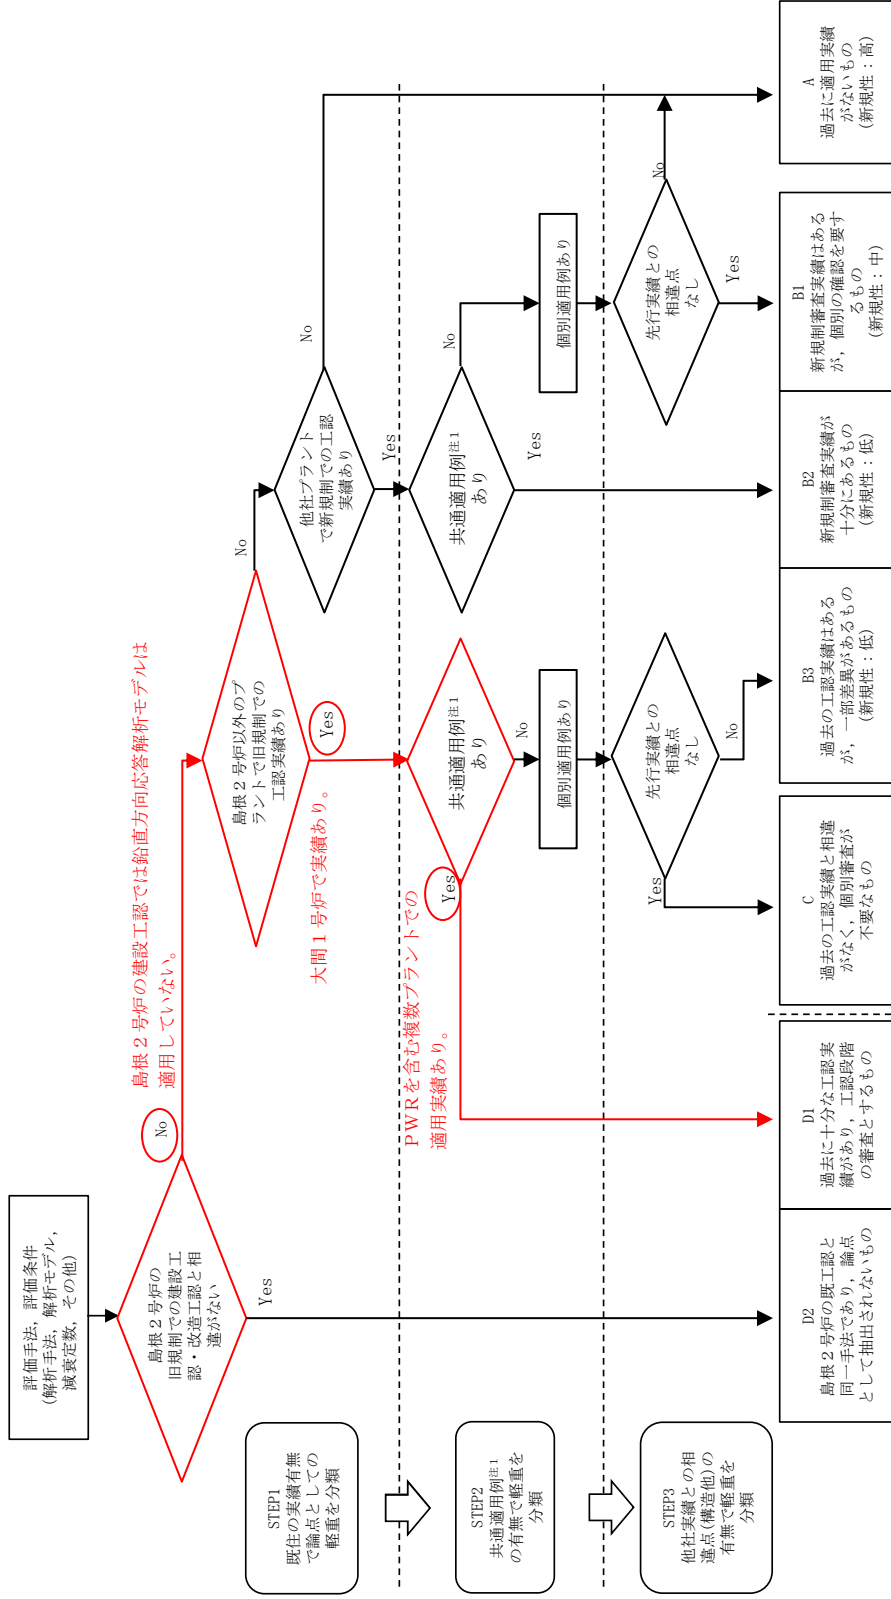 評価手法，評価条件
(解析手法，解析モデル，
減衰定数，その他)
島根２号炉の
旧規制での建設工
認・改造工認と相
違がない
No
Yes
島根２号炉の建設工認では鉛直方向応答解析モデルは
適用していない。
島根２号炉以外のプ
ラントで旧規制での
工認実績あり
No
Yes
大間１号炉で実績あり。
他社プラント
で新規制での工認
実績あり
No
Yes
STEP1
既往の実績有無
で論点としての
軽重を分類
共通適用例注1
あり
Yes
No
PWRを含む複数プラントでの
適用実績あり。
共通適用例注1
あり
No
Yes
STEP2
共通適用例注1
の有無で軽重を
分類
個別適用例あり
個別適用例あり
先行実績との
相違点
なし
Yes
No
先行実績との
相違点
なし
No
Yes
STEP3
他社実績との相
違点(構造他)の
有無で軽重を
分類
D2
島根２号炉の既工認と
同一手法であり，論点
として抽出されないもの
D1
過去に十分な工認実
績があり，工認段階
の審査とするもの
C
過去の工認実績と相違
がなく，個別審査が
不要なもの
B3
過去の工認実績はある
が，一部差異があるもの
(新規性：低)
B2
新規制審査実績が
十分にあるもの
(新規性：低)
B1
新規制審査実績はある
が，個別の確認を要す
るもの
(新規性：中)
A
過去に適用実績
がないもの
(新規性：高)